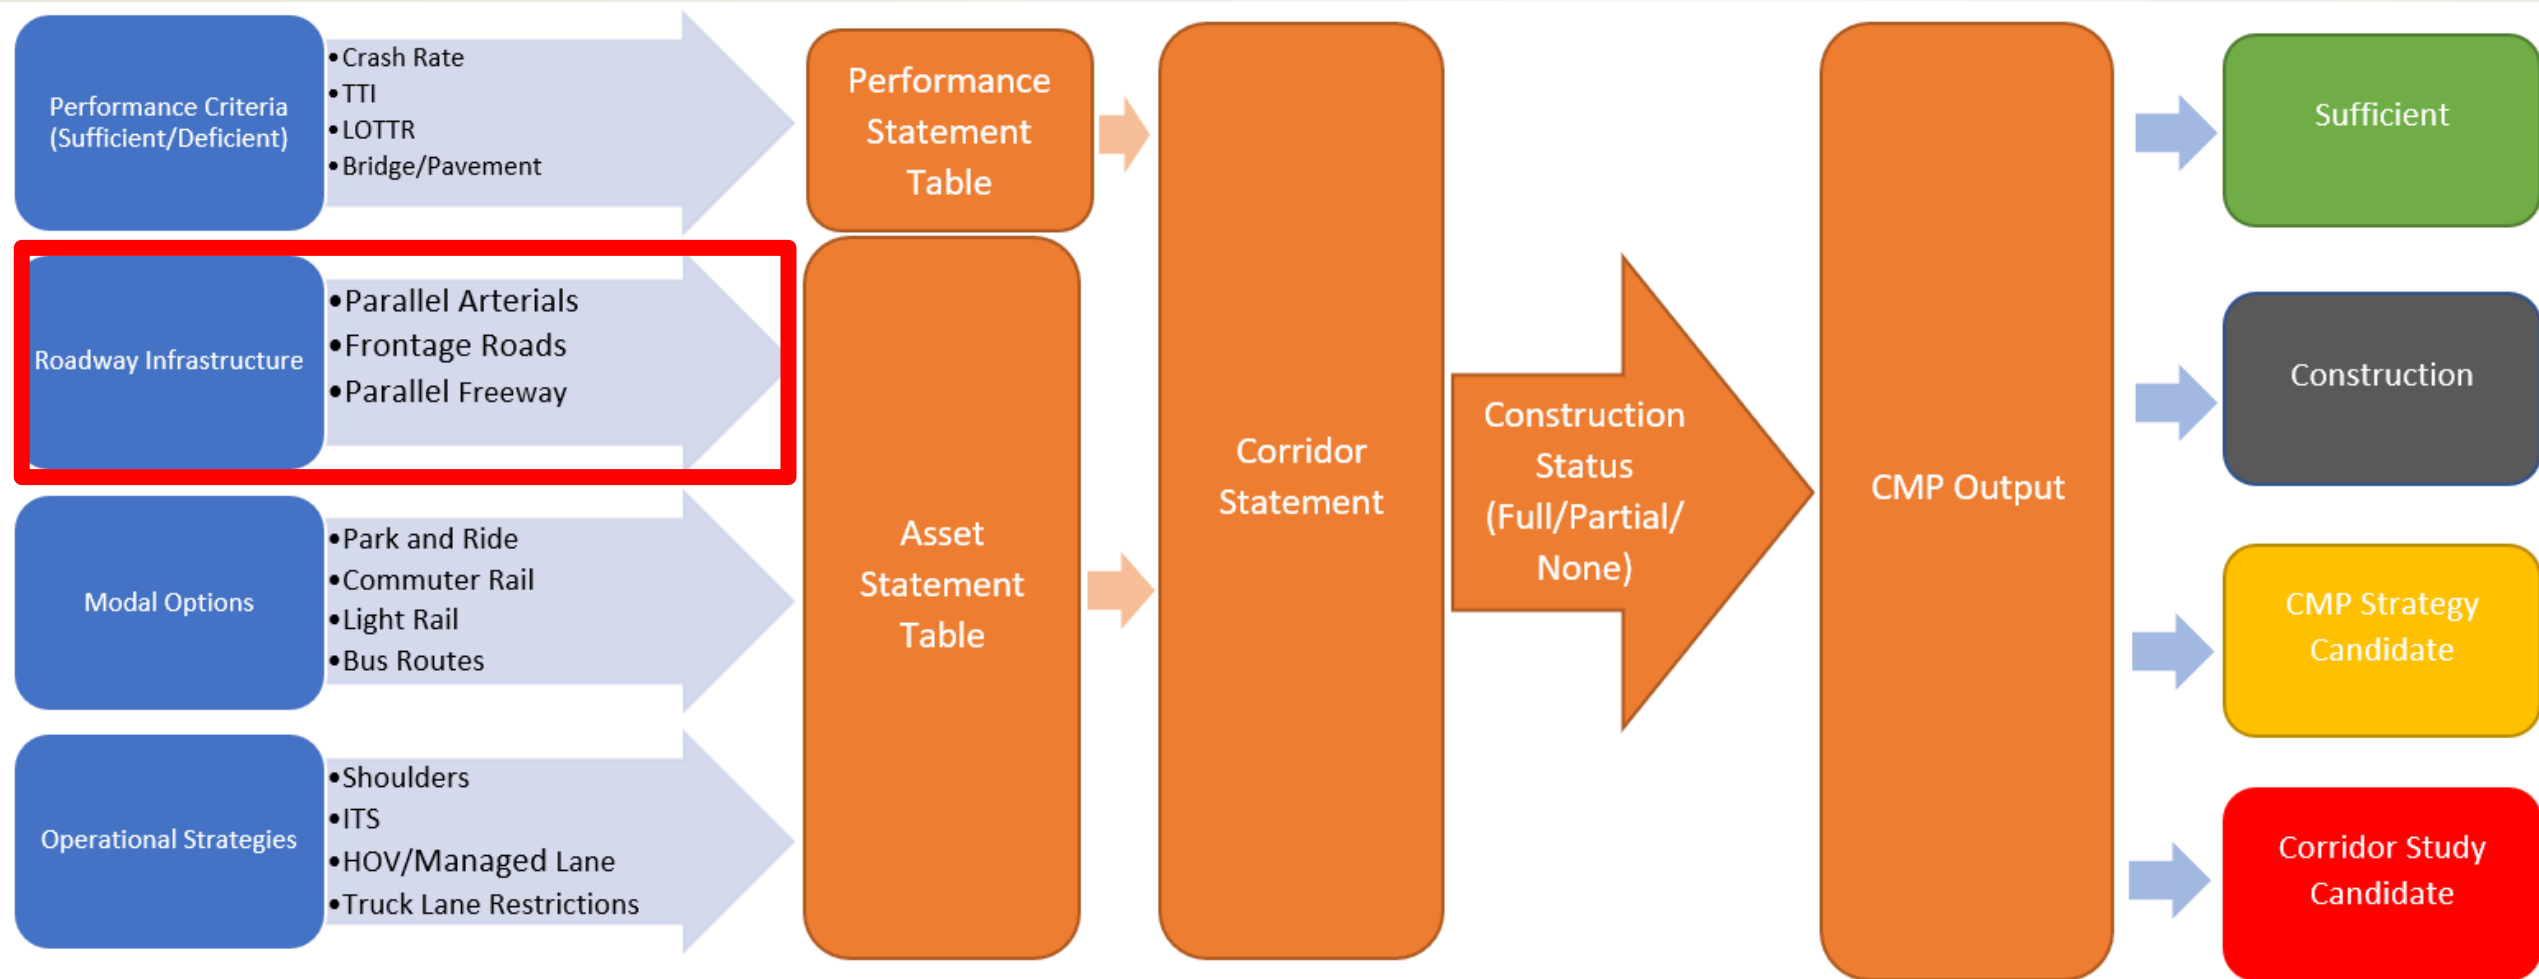 Performance Criteria
(Sufficient/Deficient)
•Crash Rate
•TTI
•LOTTR
•Bridge/Pavement
Roadway Infrastructure
•Parallel Arterials
•Frontage Roads
•Parallel Freeway
Modal Options
•Park and Ride
•Commuter Rail
•Light Rail
•Bus Routes
Operational Strategies
•Shoulders
•ITS
•HOV/Managed Lane
•Truck Lane Restrictions
Performance
Statement
Table
Asset
Statement
Table
Corridor
Statement
Construction
Status
(Full/Partial/
None)
CMP Output
Sufficient
Construction
CMP Strategy
Candidate
Corridor Study
Candidate